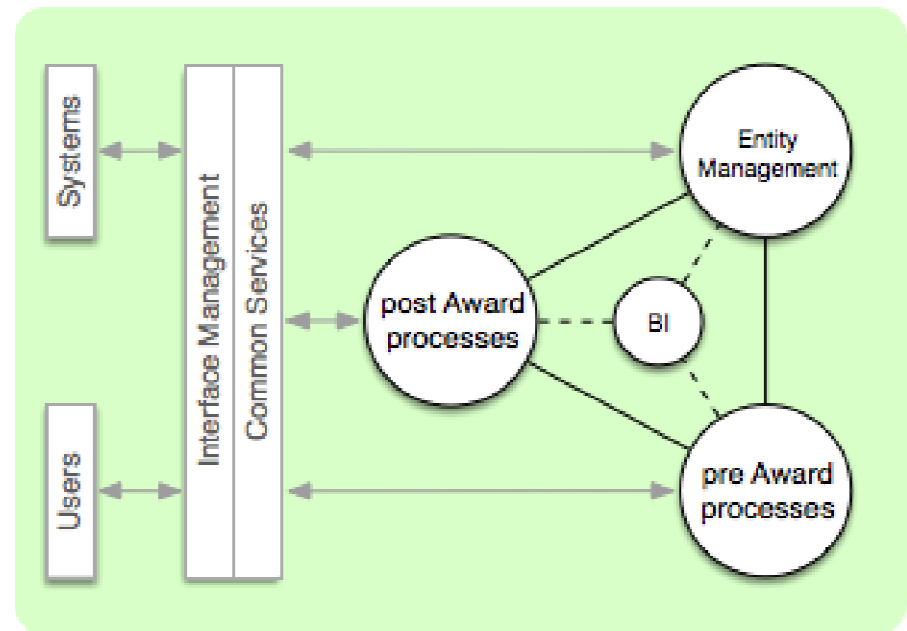 Systems
Users
Interface Management
Common Services
Entity
Management
post Award
processes
BI
pre Award
processes